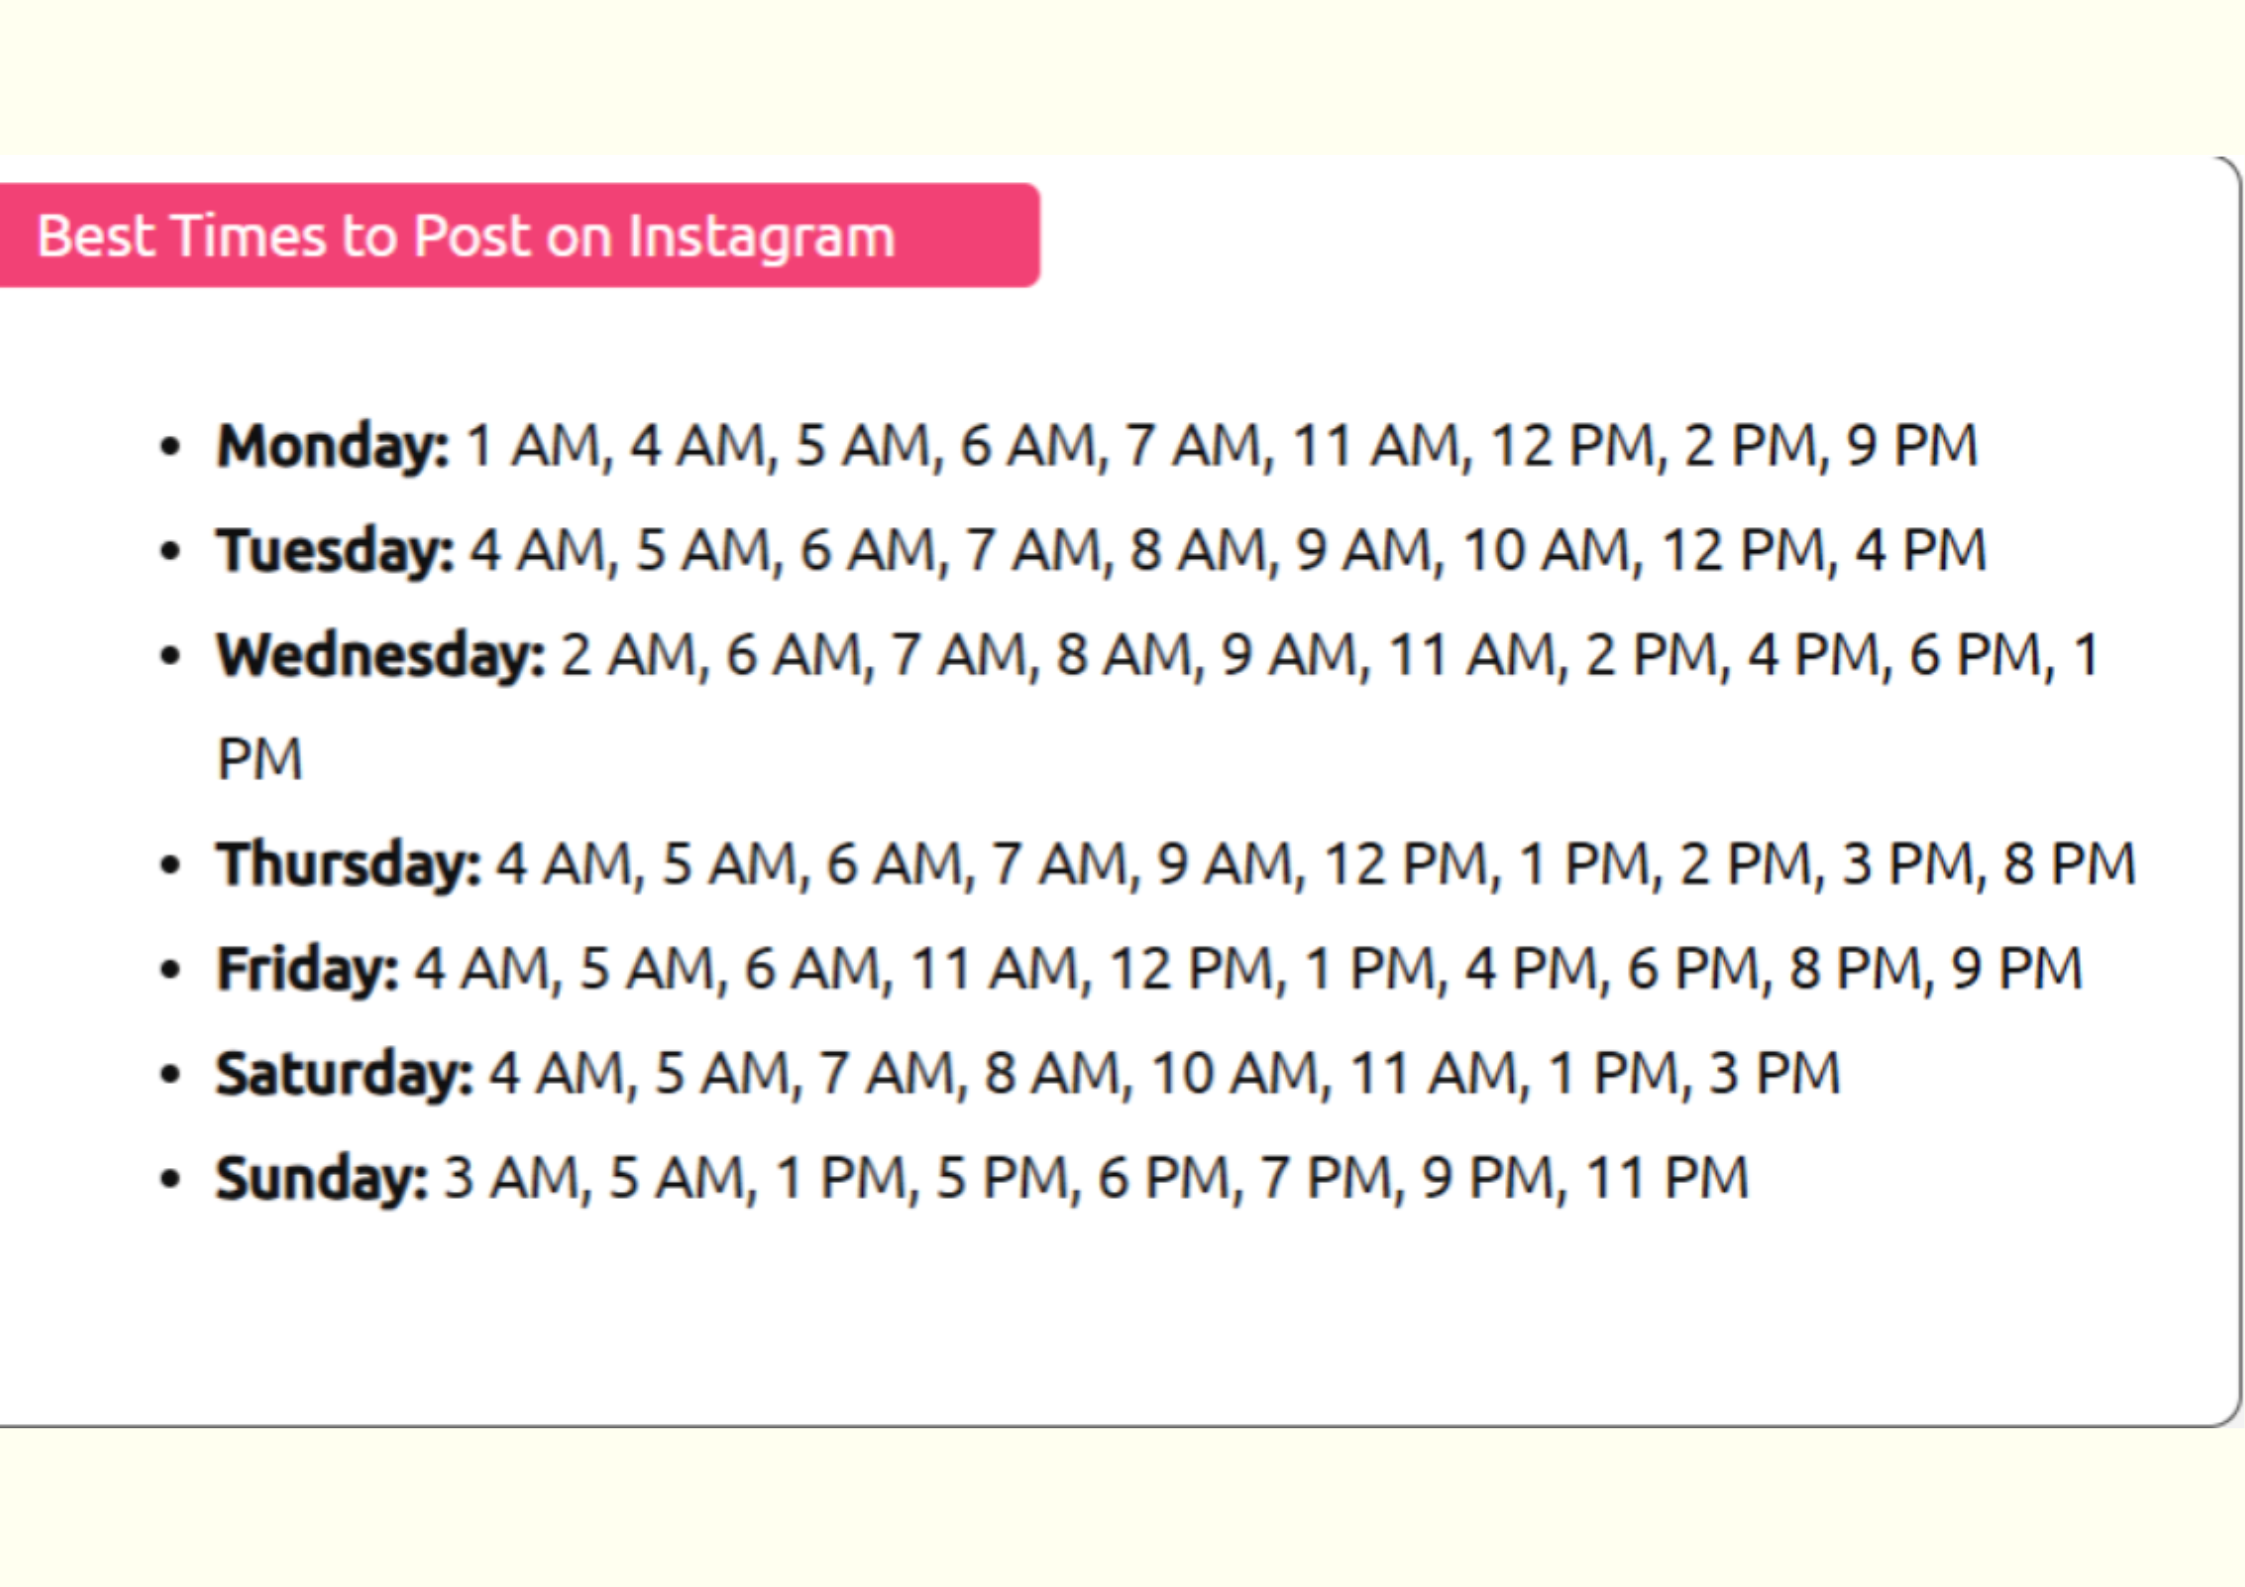 Best Times to Post on Instagram
• Monday: 1 AM, 4 AM, 5 AM, 6 AM, 7 AM, 11 AM, 12 PM, 2 PM, 9 PM
• Tuesday: 4 AM, 5 AM, 6 AM, 7 AM, 8 AM, 9 AM, 10 AM, 12 PM, 4 PM
• Wednesday: 2 AM, 6 AM, 7 AM, 8 AM, 9 AM, 11 AM, 2 PM, 4 PM, 6 PM, 1
PM
• Thursday: 4 AM, 5 AM, 6 AM, 7 AM, 9 AM, 12 PM, 1 PM, 2 PM, 3 PM, 8 PM
• Friday: 4 AM, 5 AM, 6 AM, 11 AM, 12 PM, 1 PM, 4 PM, 6 PM, 8 PM, 9 PM
• Saturday: 4 AM, 5 AM, 7 AM, 8 AM, 10 AM, 11 AM, 1 PM, 3 PM
• Sunday: 3 AM, 5 AM, 1 PM, 5 PM, 6 PM, 7 PM, 9 PM, 11 PM